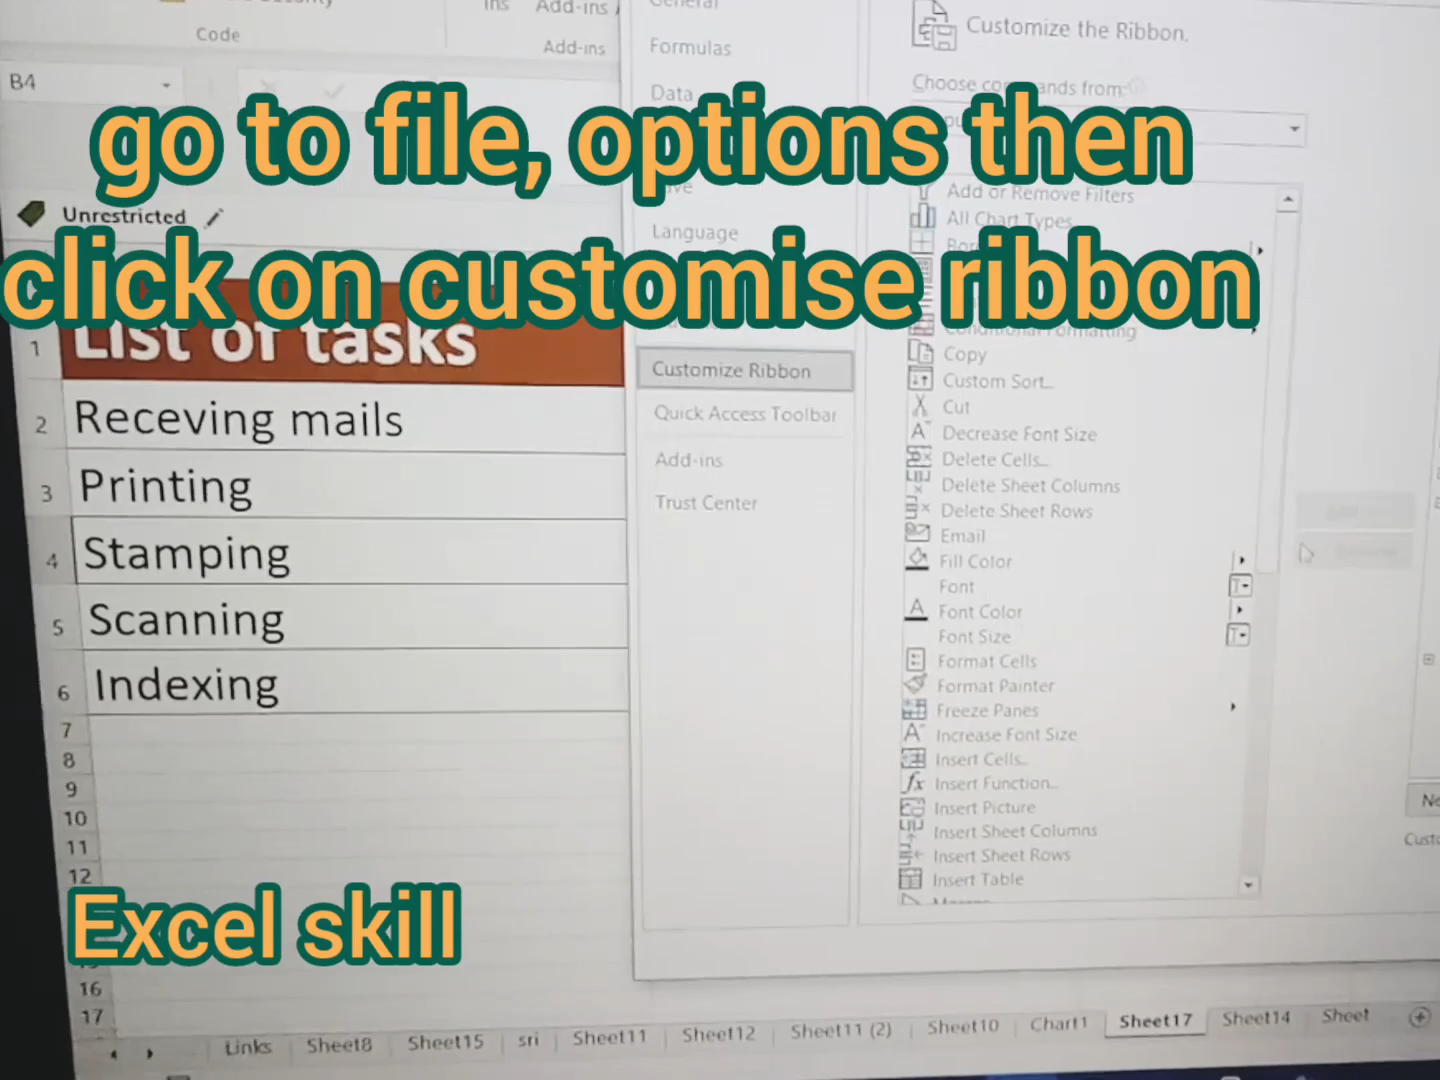 Add-ins
Code
Add-ins
General
Formulas
Customize the Ribbon.
B4
Data
Choose commands from:
go to file, options then
Unrestricted
Language
Add or Remove Filters
All Chart Types
click on customise ribbon
Conditional Formatting
1 List of tasks
Customize Ribbon
Copy
Custom Sort...
2 Receving mails
Quick Access Toolbar
Cut
Decrease Font Size
Add-ins
Delete Cells...
3 Printing
Trust Center
Delete Sheet Columns
Delete Sheet Rows
Email
4 Stamping
Fill Color
Font
Font Color
5 Scanning
Font Size
Format Cells
6 Indexing
Format Painter
Freeze Panes
7
Increase Font Size
8
Insert Cells...
9
Insert Function...
10
Insert Picture
11
Insert Sheet Columns
Insert Sheet Rows
12
Insert Table
Excel skill
16
17
Links Sheet8 Sheet15 sri Sheet11 Sheet12 Sheet11 (2) Sheet10 Chart1 Sheet17 Sheet14 Sheet